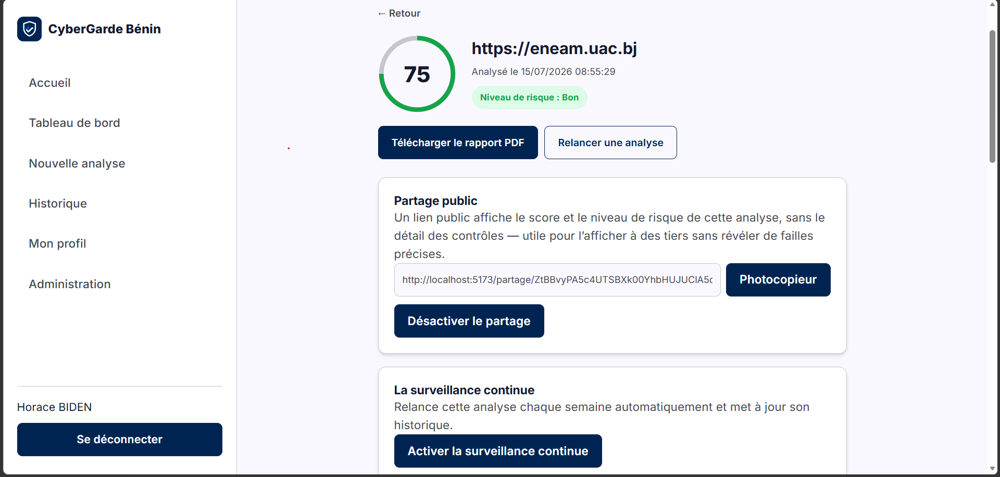 CyberGarde Bénin
Accueil
Tableau de bord
Nouvelle analyse
Historique
Mon profil
Administration
Horace BIDEN
Se déconnecter
← Retour
75
https://eneam.uac.bj
Analysé le 15/07/2026 08:55:29
Niveau de risque : Bon
Télécharger le rapport PDF
Relancer une analyse
Partage public
Un lien public affiche le score et le niveau de risque de cette analyse, sans le
détail des contrôles — utile pour l’afficher à des tiers sans révéler de failles
précises.
http://localhost:5173/partage/ZtBBvyPA5c4UTSBXk00YhbHUJUClA5c
Photocopieur
Désactiver le partage
La surveillance continue
Relance cette analyse chaque semaine automatiquement et met à jour son
historique.
Activer la surveillance continue